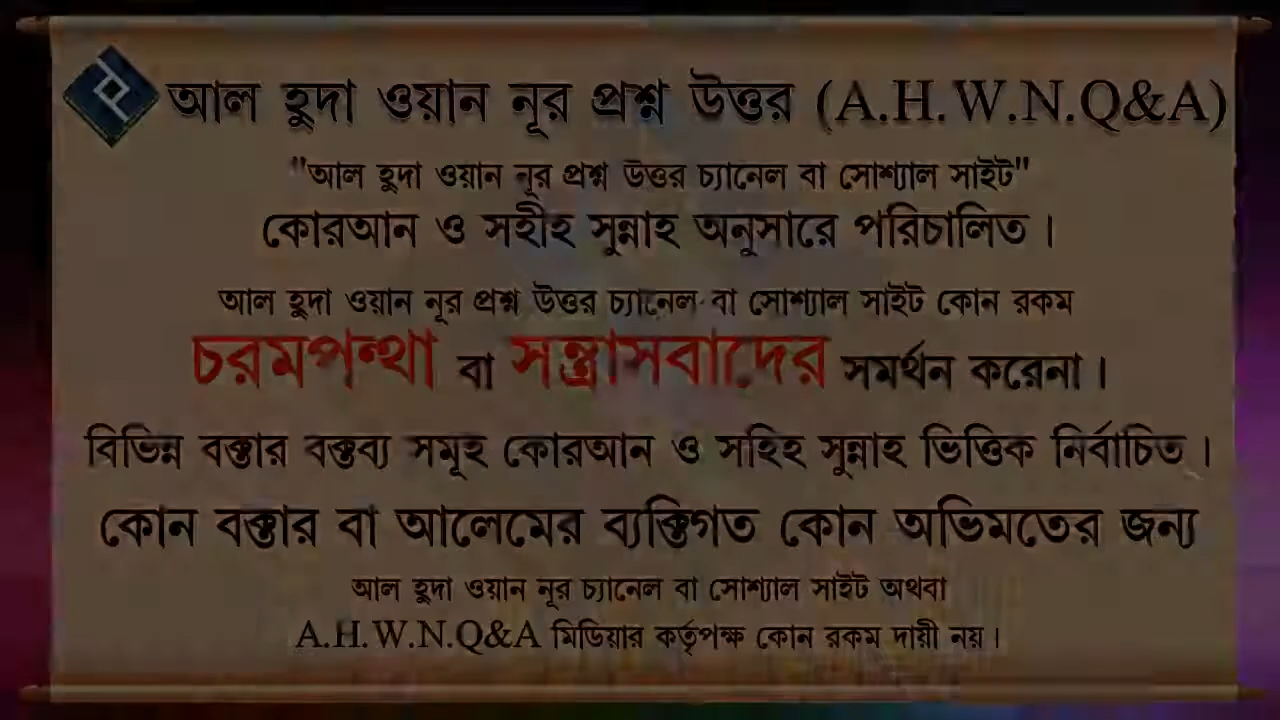 আল হুদা ওয়ান নূর প্রশ্ন উত্তর (A.H.W.N.Q&A)
"আল হুদা ওয়ান নূর প্রশ্ন উত্তর চ্যানেল বা সোশ্যাল সাইট"
কোরআন ও সহীহ সুন্নাহ অনুসারে পরিচালিত।
আল হুদা ওয়ান নূর প্রশ্ন উত্তর চ্যানেল বা সোশ্যাল সাইট কোন রকম
চরমপন্থা বা সন্ত্রাসবাদের সমর্থন করেনা।
বিভিন্ন বক্তার বক্তব্য সমূহ কোরআন ও সহিহ সুন্নাহ ভিত্তিক নির্বাচিত।
কোন বক্তার বা আলেমের ব্যক্তিগত কোন অভিমতের জন্য
আল হুদা ওয়ান নূর চ্যানেল বা সোশ্যাল সাইট অথবা
A.H.W.N.Q&A মিডিয়ার কর্তৃপক্ষ কোন রকম দায়ী নয়।